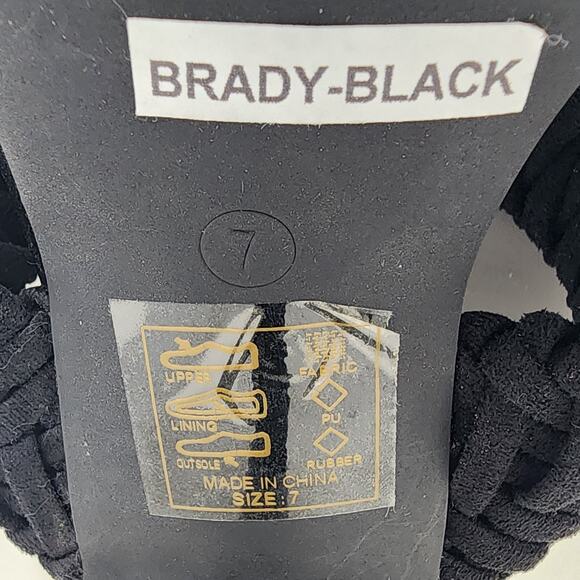 BRADY-BLACK
7
UPPER FABRIC
LINING PU
OUTSOLE RUBBER
MADE IN CHINA
SIZE: 7